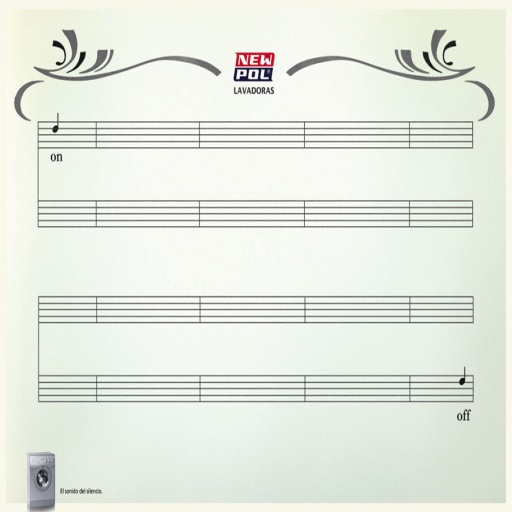 NEW
POL
LAVADORAS
on
off
El sonido del silencio.